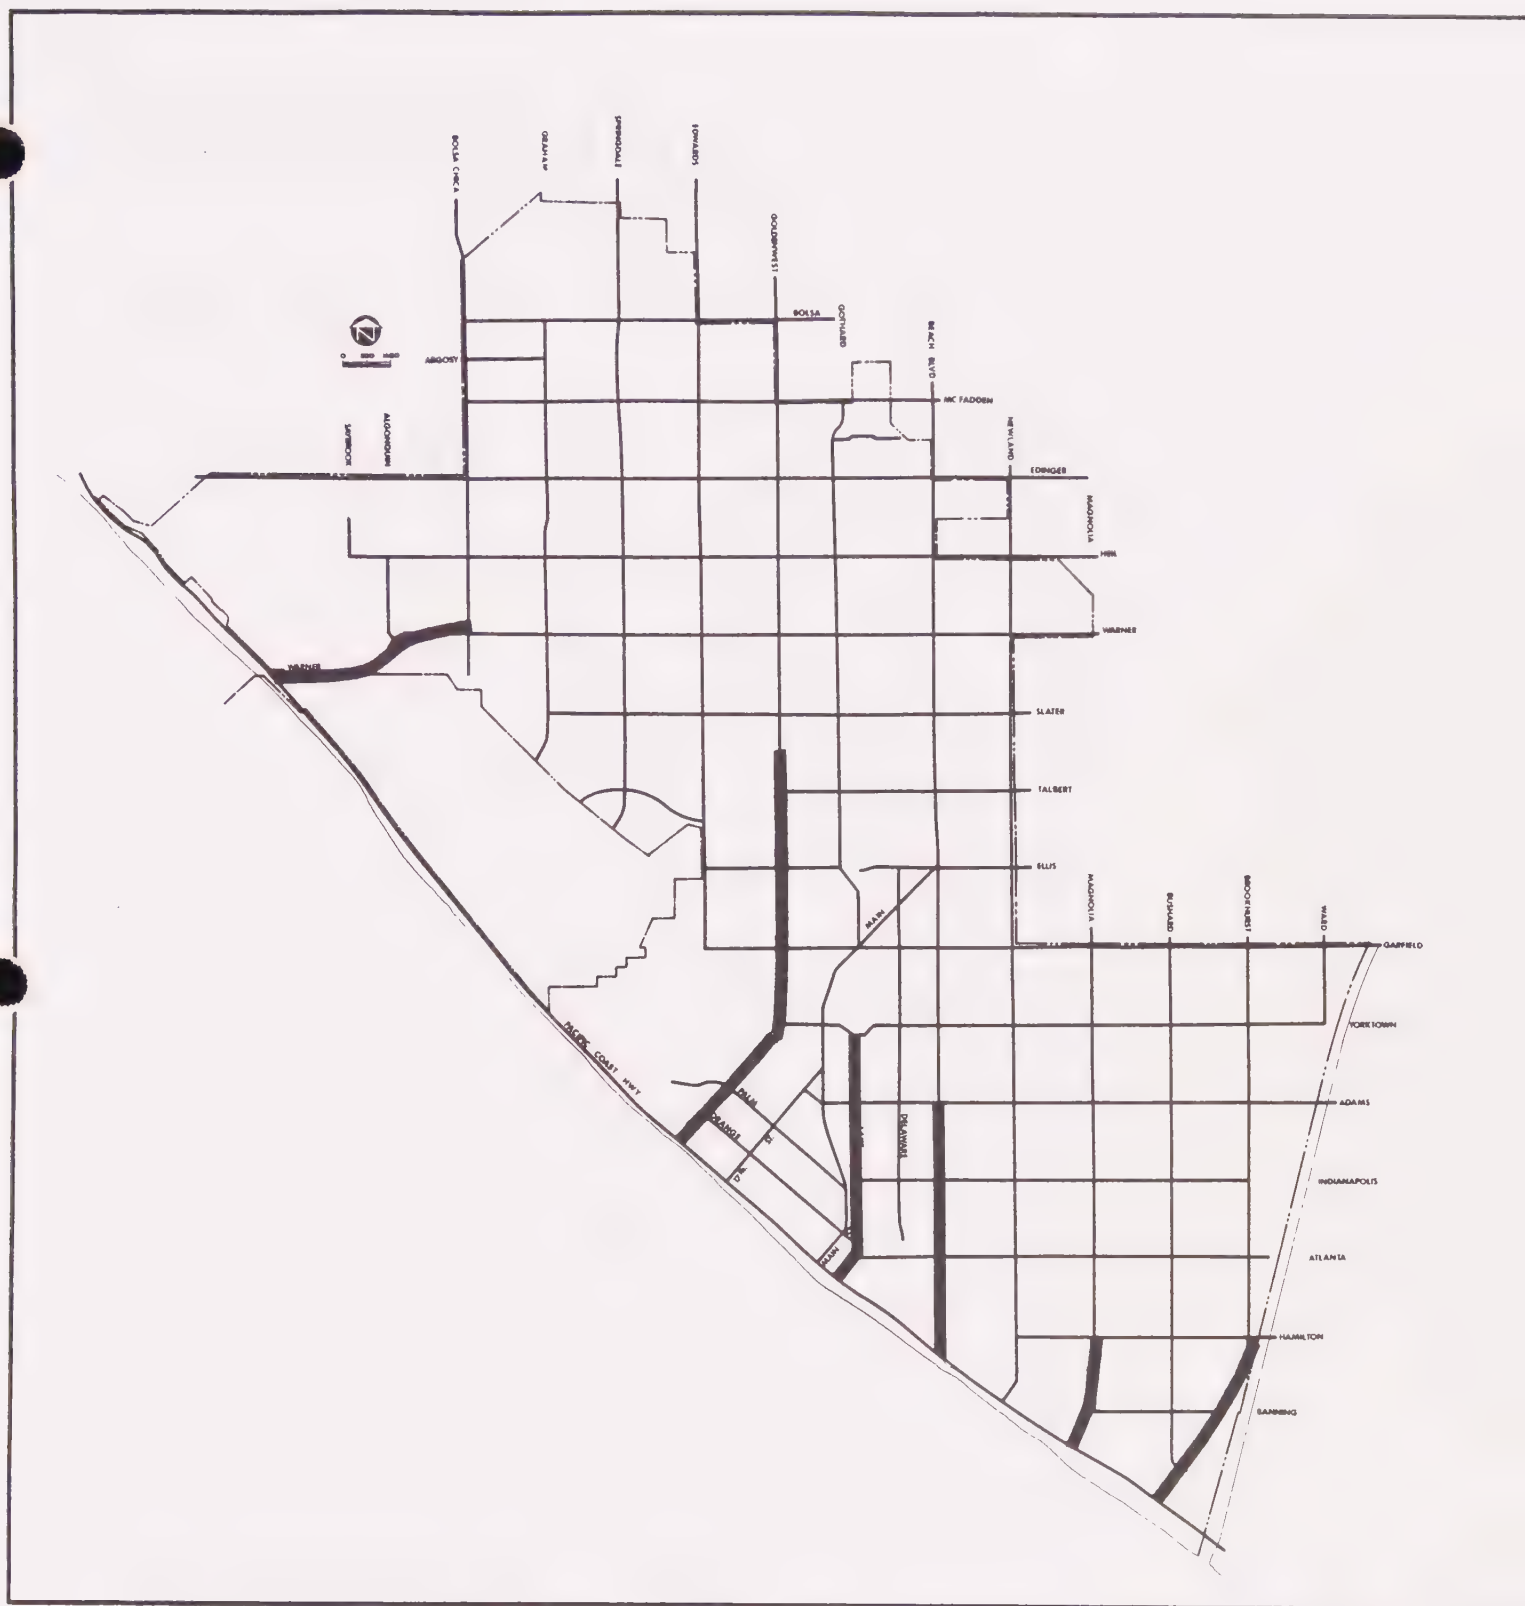 BOLSA CHICA
GRAHAM
SPRINGDALE
EDWARDS
GOLDENWEST
BOLSA
GOTHARD
BEACH BLVD
ARGOSY
MC FADDEN
NEWLAND
SAYBROOK
ALGONQUIN
EDINGER
MAGNOLIA
HEIL
WARNER
WARNER
SLATER
TALBERT
ELLIS
MAGNOLIA
BUSHARD
BROOKHURST
WARD
MAIN
GARFIELD
YORKTOWN
PACIFIC COAST HWY
PALM
ORANGE
ADAMS
DELAWARE
INDIANAPOLIS
MAIN
ATLANTA
HAMILTON
BANNING